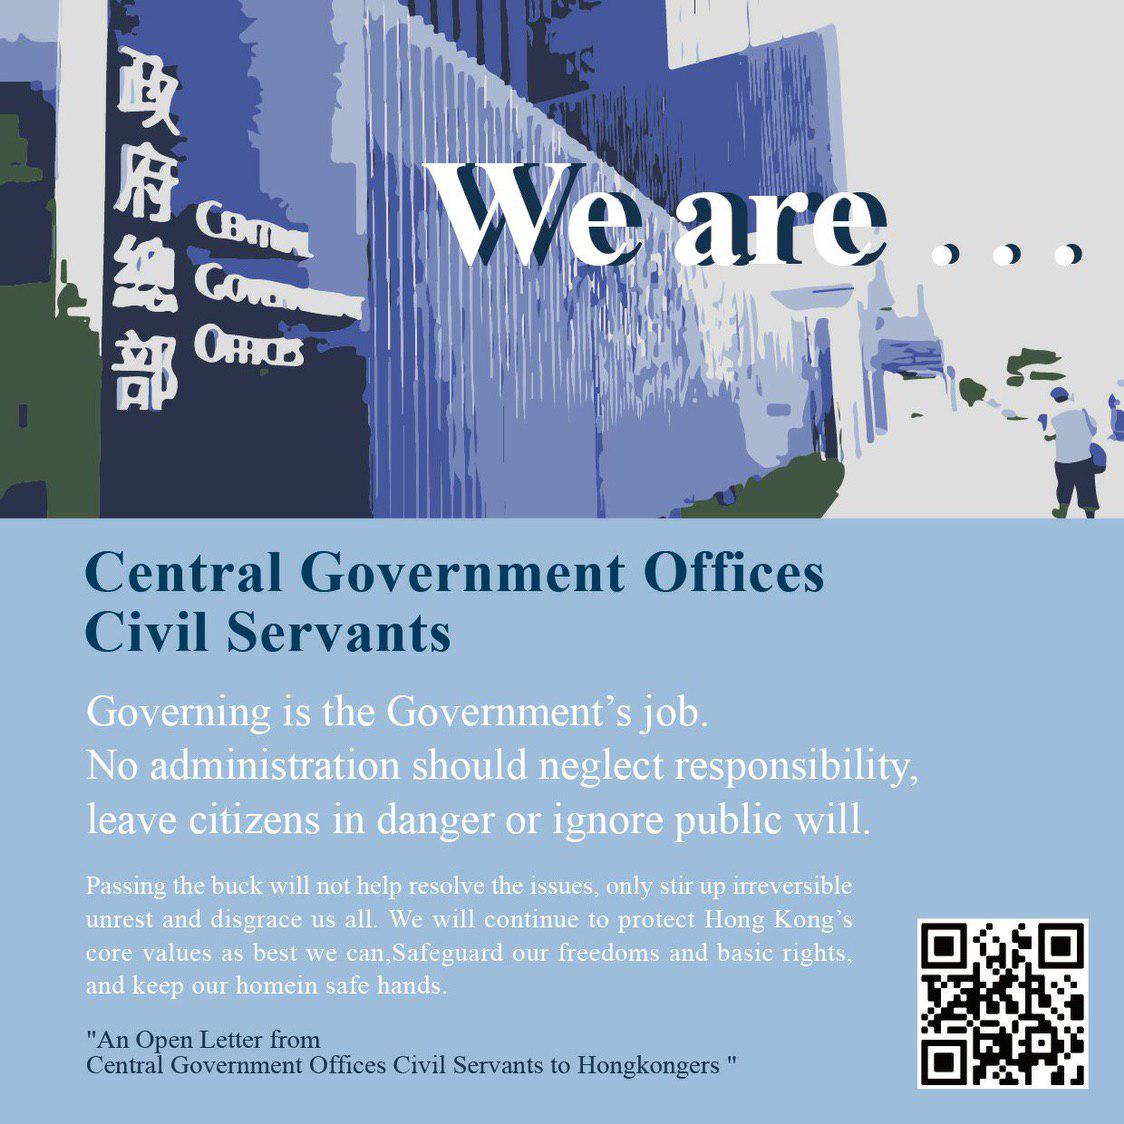 政府總部
Central
Government
Offices
We are . . .
Central Government Offices
Civil Servants
Governing is the Government’s job.
No administration should neglect responsibility,
leave citizens in danger or ignore public will.
Passing the buck will not help resolve the issues, only stir up irreversible
unrest and disgrace us all. We will continue to protect Hong Kong’s
core values as best we can,Safeguard our freedoms and basic rights,
and keep our homein safe hands.
"An Open Letter from
Central Government Offices Civil Servants to Hongkongers "